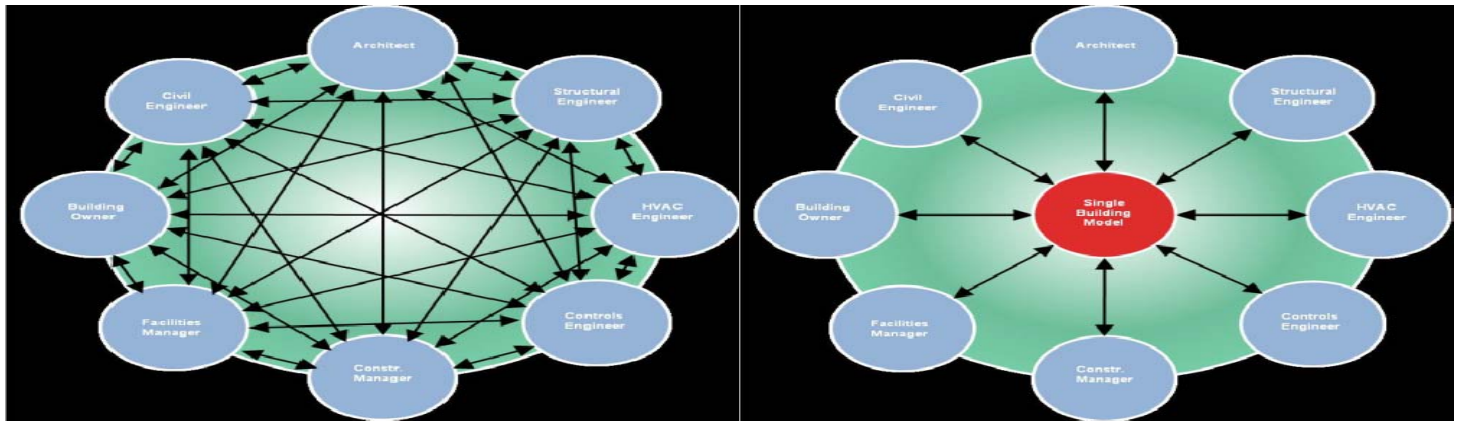 Architect
Civil
Engineer
Structural
Engineer
Building
Owner
HVAC
Engineer
Facilities
Manager
Controls
Engineer
Constr.
Manager
Architect
Civil
Engineer
Structural
Engineer
Building
Owner
Single
Building
Model
HVAC
Engineer
Facilities
Manager
Controls
Engineer
Constr.
Manager